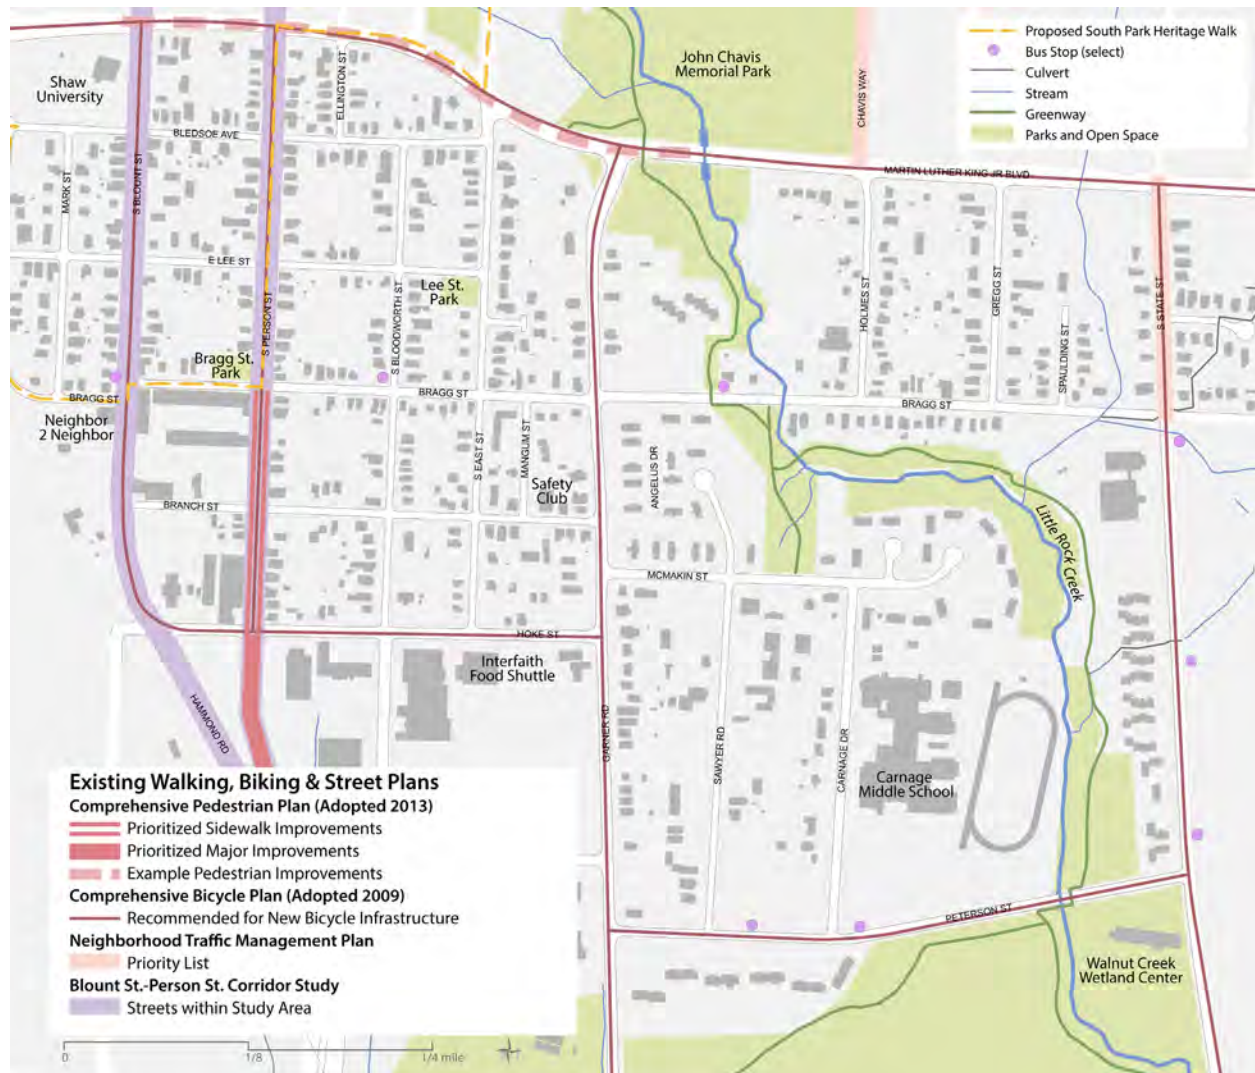 Proposed South Park Heritage Walk
Bus Stop (select)
Culvert
Stream
Greenway
Parks and Open Space
John Chavis
Memorial Park
Shaw
University
ELLINGTON ST
CHAVIS WAY
BLEDSOE AVE
MARTIN LUTHER KING JR BLVD
MARK ST
S BLOUNT ST
E LEE ST
S PERSON ST
Lee St.
Park
S BLOODWORTH ST
HOLMES ST
GREGG ST
SPAULDING ST
S STATE ST
Bragg St.
Park
BRAGG ST
BRAGG ST
BRAGG ST
Neighbor
2 Neighbor
S EAST ST
MANGUM ST
ANGELUS DR
Safety
Club
BRANCH ST
Little Rock Creek
MCMAKIN ST
HOKE ST
Interfaith
Food Shuttle
HAMMOND RD
GARNER RD
SAWYER RD
CARNAGE DR
Carnage
Middle School
PETERSON ST
Walnut Creek
Wetland Center
Existing Walking, Biking & Street Plans
Comprehensive Pedestrian Plan (Adopted 2013)
Prioritized Sidewalk Improvements
Prioritized Major Improvements
Example Pedestrian Improvements
Comprehensive Bicycle Plan (Adopted 2009)
Recommended for New Bicycle Infrastructure
Neighborhood Traffic Management Plan
Priority List
Blount St.-Person St. Corridor Study
Streets within Study Area
0 1/8 1/4 mile